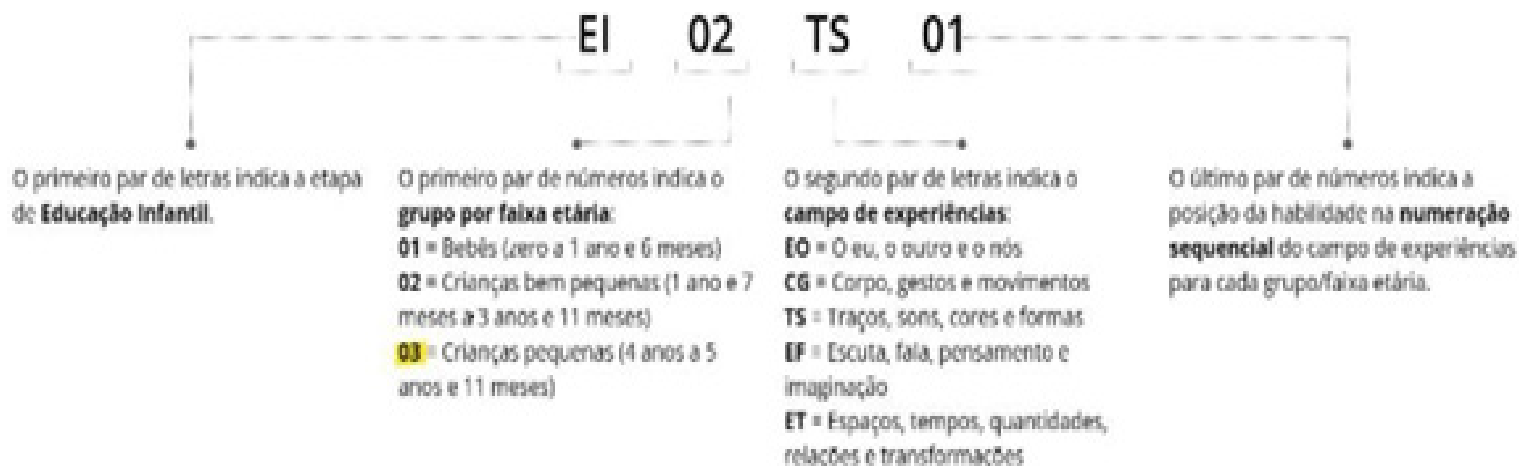 EI 02 TS 01
O primeiro par de letras indica a etapa
de Educação Infantil.
O primeiro par de números indica o
grupo por faixa etária:
01 = Bebês (zero a 1 ano e 6 meses)
02 = Crianças bem pequenas (1 ano e 7
meses a 3 anos e 11 meses)
03 = Crianças pequenas (4 anos a 5
anos e 11 meses)
O segundo par de letras indica o
campo de experiências:
EO = O eu, o outro e o nós
CG = Corpo, gestos e movimentos
TS = Traços, sons, cores e formas
EF = Escuta, fala, pensamento e
imaginação
ET = Espaços, tempos, quantidades,
relações e transformações
O último par de números indica a
posição da habilidade na numeração
sequencial do campo de experiências
para cada grupo/faixa etária.